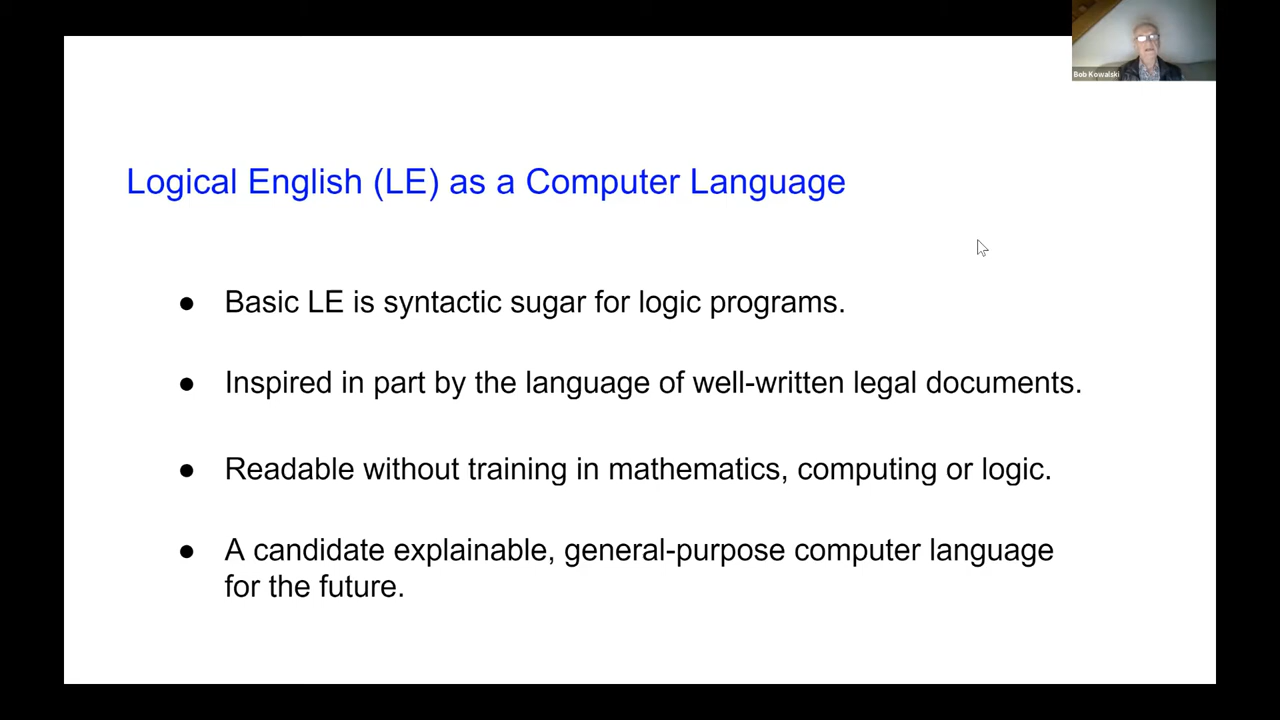 Bob Kowalski
Logical English (LE) as a Computer Language
● Basic LE is syntactic sugar for logic programs.
● Inspired in part by the language of well-written legal documents.
● Readable without training in mathematics, computing or logic.
● A candidate explainable, general-purpose computer language
for the future.